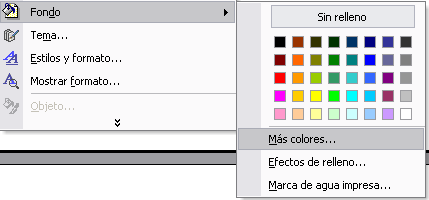 Fondo
Tema...
Estilos y formato...
Mostrar formato...
Objeto...
Sin relleno
Más colores...
Efectos de relleno...
Marca de agua impresa...